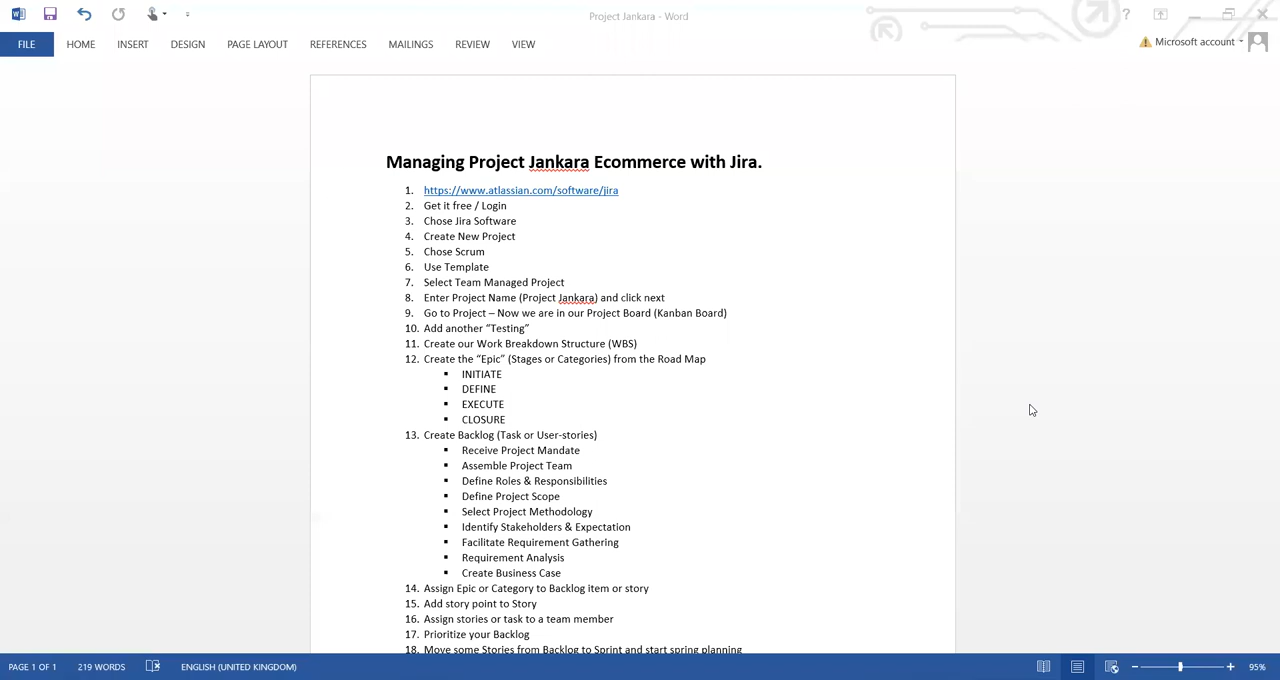 Project Jankara - Word
?
FILE HOME INSERT DESIGN PAGE LAYOUT REFERENCES MAILINGS REVIEW VIEW
Microsoft account
Managing Project Jankara Ecommerce with Jira.
1. https://www.atlassian.com/software/jira
2. Get it free / Login
3. Chose Jira Software
4. Create New Project
5. Chose Scrum
6. Use Template
7. Select Team Managed Project
8. Enter Project Name (Project Jankara) and click next
9. Go to Project – Now we are in our Project Board (Kanban Board)
10. Add another “Testing”
11. Create our Work Breakdown Structure (WBS)
12. Create the “Epic” (Stages or Categories) from the Road Map
▪ INITIATE
▪ DEFINE
▪ EXECUTE
▪ CLOSURE
13. Create Backlog (Task or User-stories)
▪ Receive Project Mandate
▪ Assemble Project Team
▪ Define Roles & Responsibilities
▪ Define Project Scope
▪ Select Project Methodology
▪ Identify Stakeholders & Expectation
▪ Facilitate Requirement Gathering
▪ Requirement Analysis
▪ Create Business Case
14. Assign Epic or Category to Backlog item or story
15. Add story point to Story
16. Assign stories or task to a team member
17. Prioritize your Backlog
18. Move some Stories from Backlog to Sprint and start spring planning
PAGE 1 OF 1 219 WORDS ENGLISH (UNITED KINGDOM) 95%